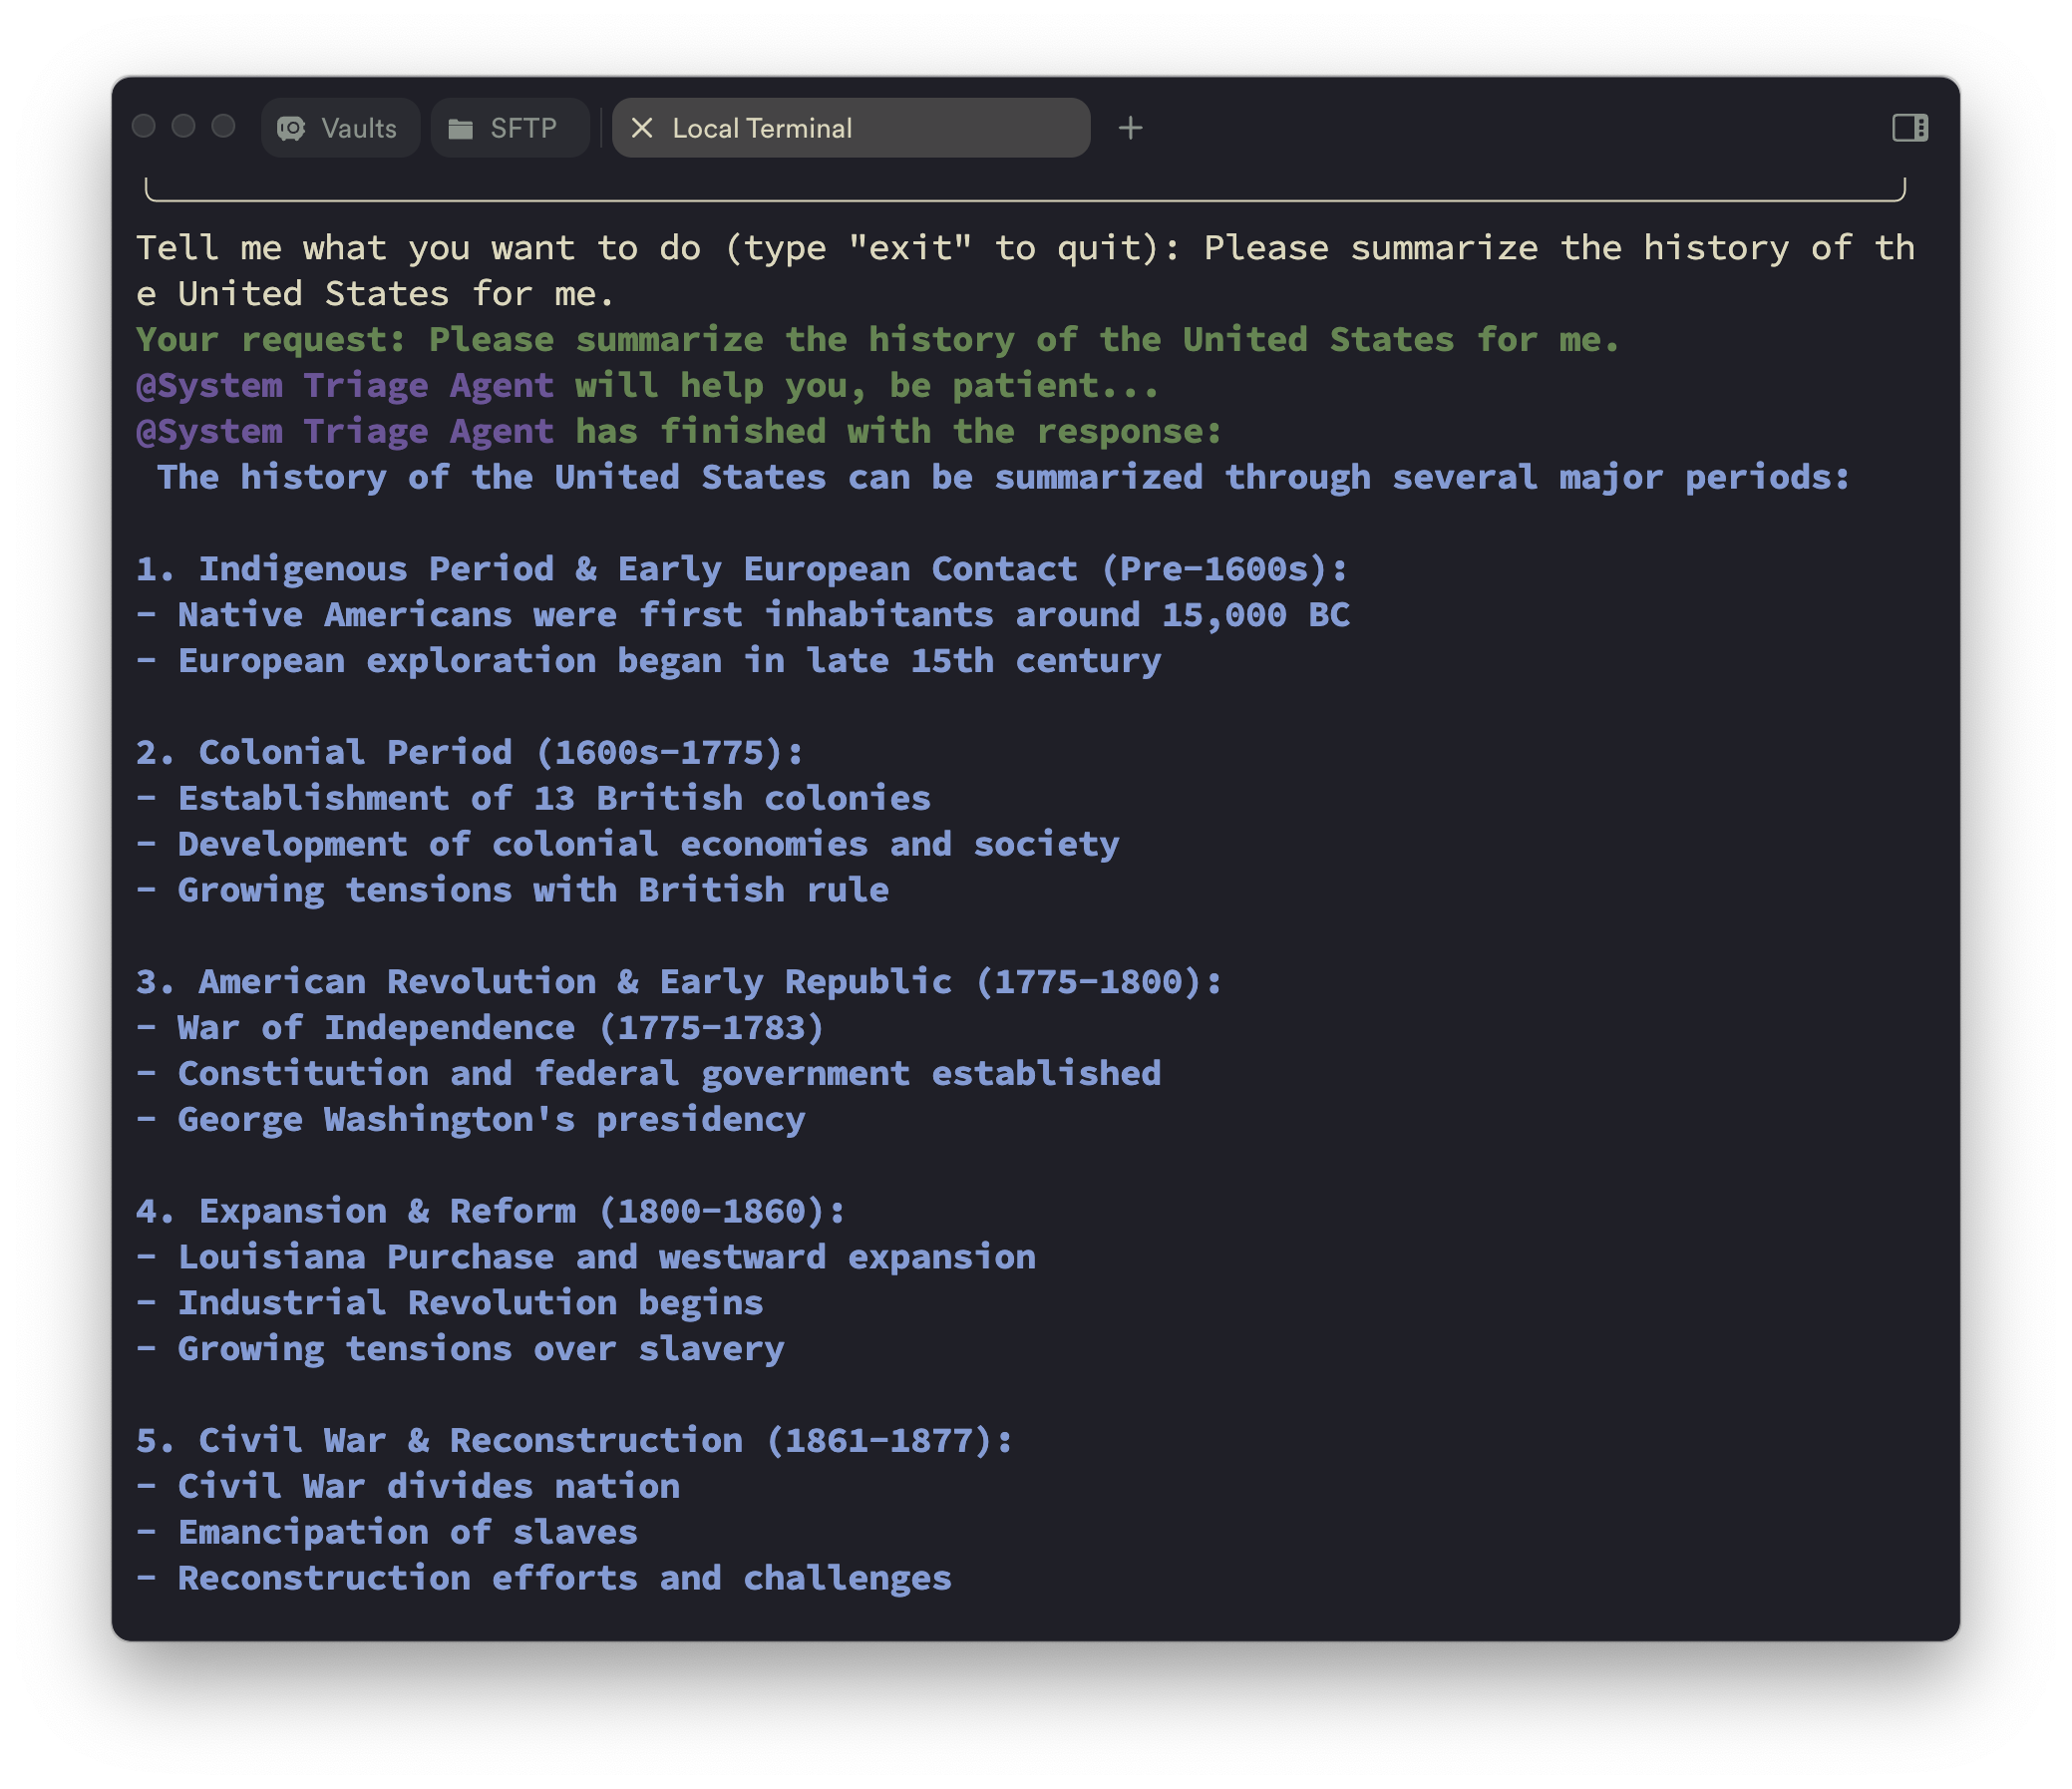 Vaults SFTP Local Terminal
Tell me what you want to do (type "exit" to quit): Please summarize the history of th
e United States for me.
Your request: Please summarize the history of the United States for me.
@System Triage Agent will help you, be patient...
@System Triage Agent has finished with the response:
The history of the United States can be summarized through several major periods:
1. Indigenous Period & Early European Contact (Pre-1600s):
- Native Americans were first inhabitants around 15,000 BC
- European exploration began in late 15th century
2. Colonial Period (1600s-1775):
- Establishment of 13 British colonies
- Development of colonial economies and society
- Growing tensions with British rule
3. American Revolution & Early Republic (1775-1800):
- War of Independence (1775-1783)
- Constitution and federal government established
- George Washington's presidency
4. Expansion & Reform (1800-1860):
- Louisiana Purchase and westward expansion
- Industrial Revolution begins
- Growing tensions over slavery
5. Civil War & Reconstruction (1861-1877):
- Civil War divides nation
- Emancipation of slaves
- Reconstruction efforts and challenges